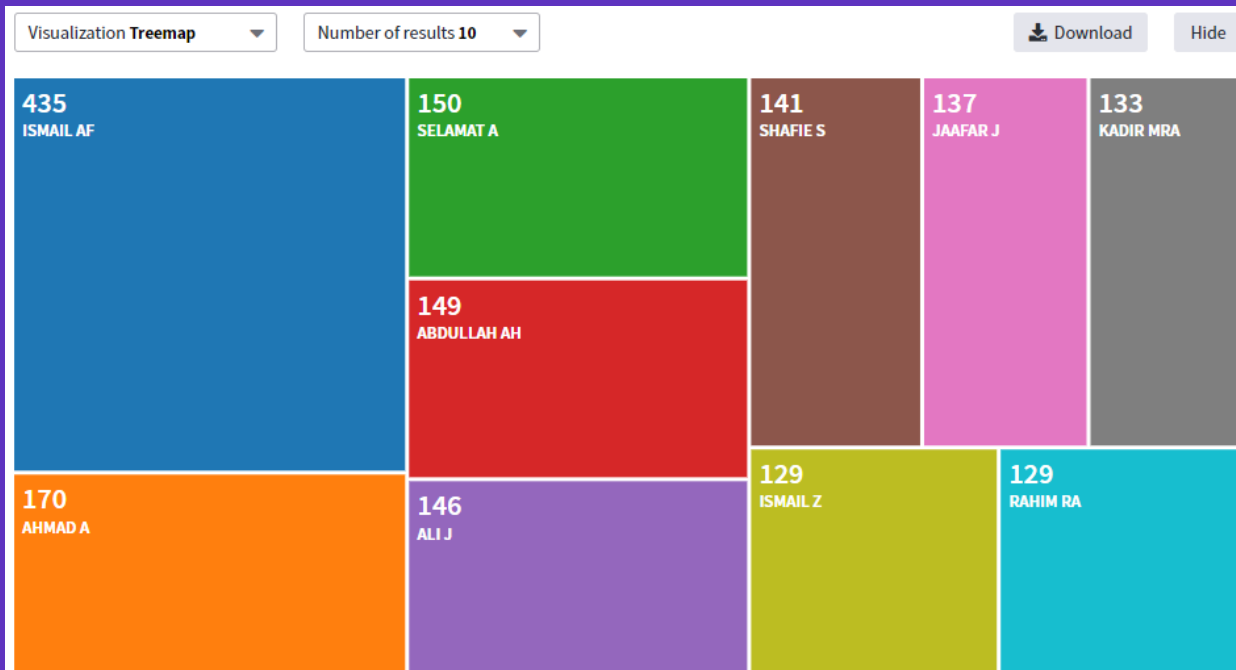 Visualization Treemap
Number of results 10
Download
Hide
435
ISMAIL AF
150
SELAMAT A
141
SHAFIE S
137
JAAFAR J
133
KADIR MRA
149
ABDULLAH AH
170
AHMAD A
146
ALI J
129
ISMAIL Z
129
RAHIM RA